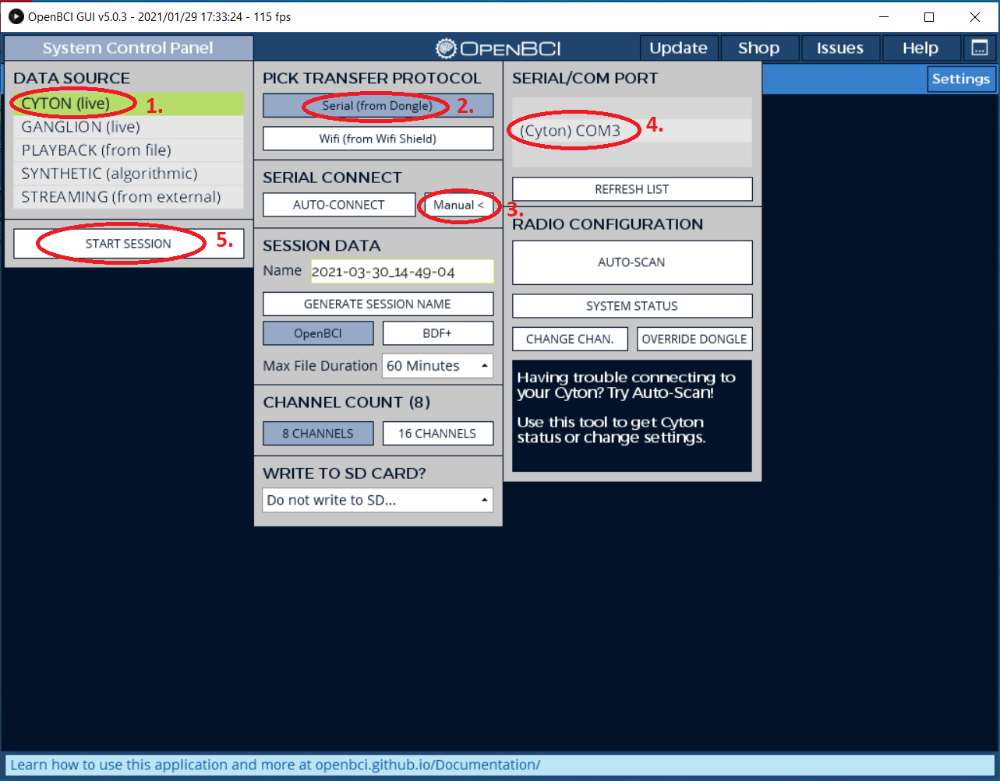 OpenBCI GUI v5.0.3 - 2021/01/29 17:33:24 - 115 fps
System Control Panel
OPENBCI
Update
Shop
Issues
Help
...
Settings
DATA SOURCE
CYTON (live)
1.
GANGLION (live)
PLAYBACK (from file)
SYNTHETIC (algorithmic)
STREAMING (from external)
START SESSION
5.
PICK TRANSFER PROTOCOL
Serial (from Dongle)
2.
Wifi (from Wifi Shield)
SERIAL CONNECT
AUTO-CONNECT
Manual <
3.
SESSION DATA
Name 2021-03-30_14-49-04
GENERATE SESSION NAME
OpenBCI
BDF+
Max File Duration 60 Minutes
CHANNEL COUNT (8)
8 CHANNELS
16 CHANNELS
WRITE TO SD CARD?
Do not write to SD...
SERIAL/COM PORT
(Cyton) COM3
4.
REFRESH LIST
RADIO CONFIGURATION
AUTO-SCAN
SYSTEM STATUS
CHANGE CHAN.
OVERRIDE DONGLE
Having trouble connecting to
your Cyton? Try Auto-Scan!
Use this tool to get Cyton
status or change settings.
Learn how to use this application and more at openbci.github.io/Documentation/